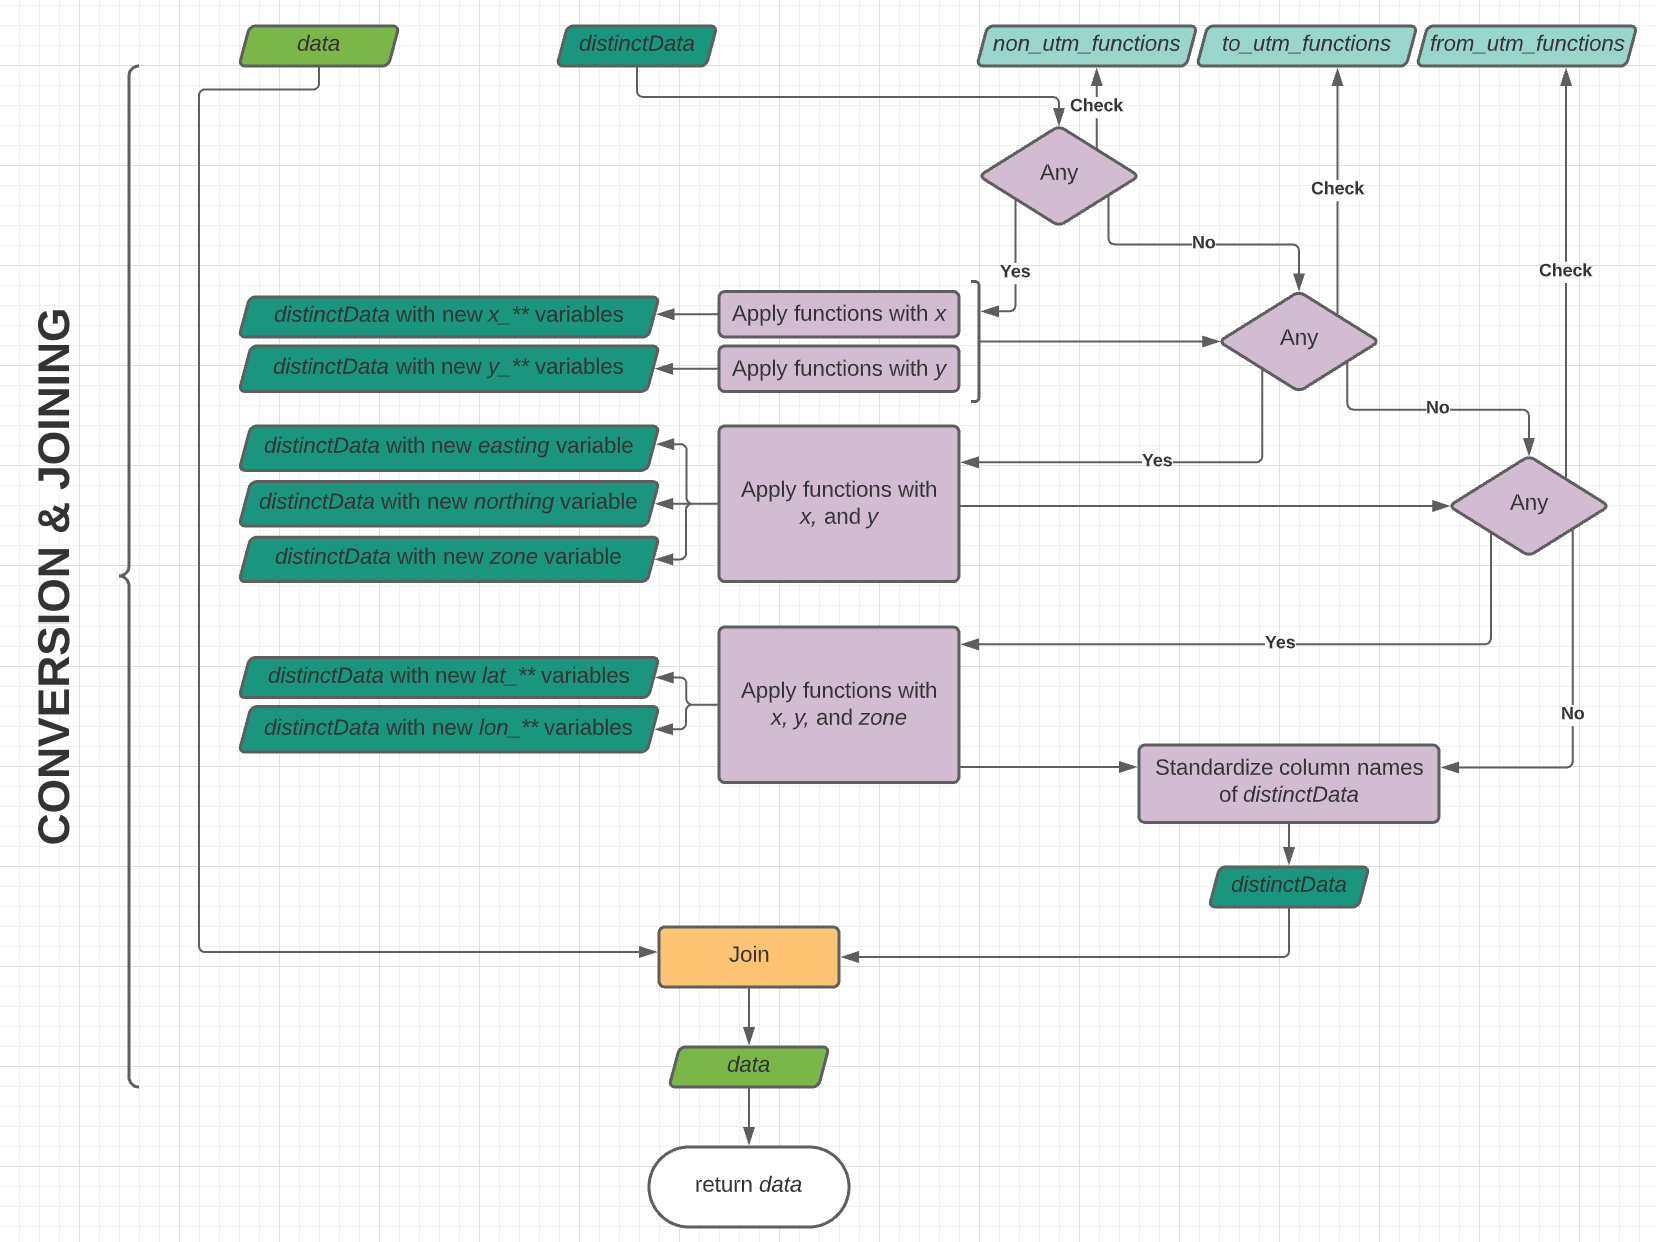 data
distinctData
non_utm_functions
to_utm_functions
from_utm_functions
Check
Any
Check
No
Yes
Check
distinctData with new x_** variables
Apply functions with x
Any
distinctData with new y_** variables
Apply functions with y
No
distinctData with new easting variable
Yes
distinctData with new northing variable
Apply functions with
x, and y
Any
distinctData with new zone variable
CONVERSION & JOINING
Yes
distinctData with new lat_** variables
Apply functions with
x, y, and zone
distinctData with new lon_** variables
No
Standardize column names
of distinctData
distinctData
Join
data
return data